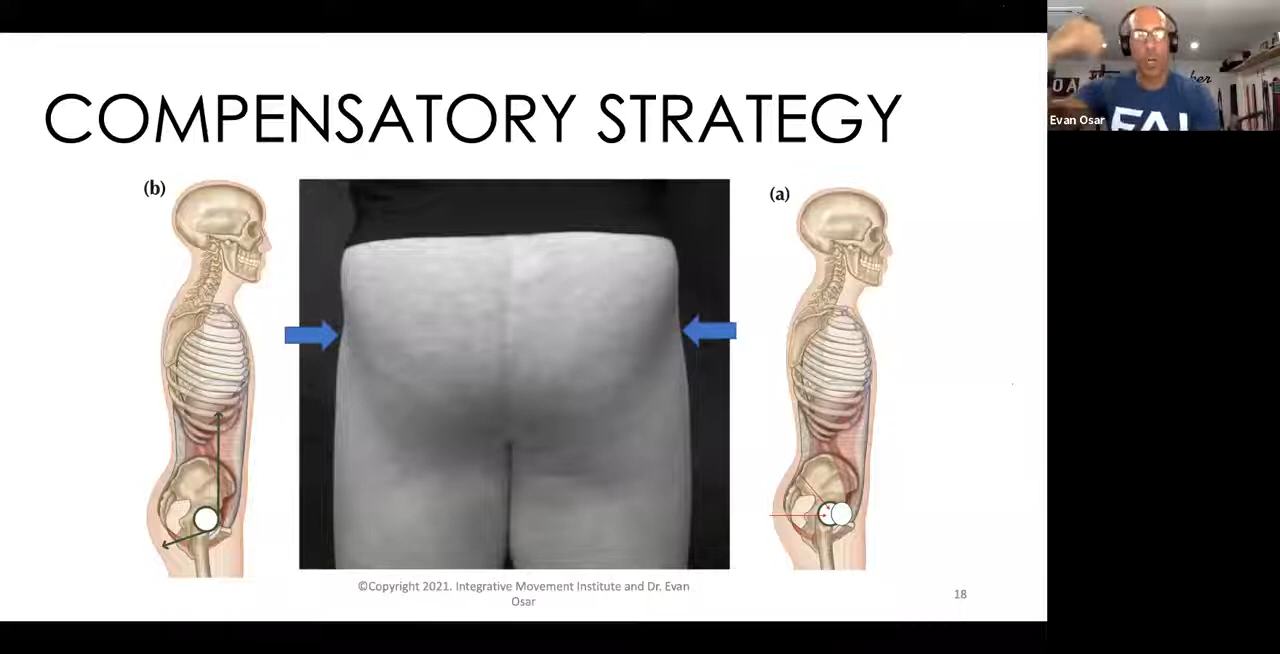 COMPENSATORY STRATEGY
(b)
(a)
©Copyright 2021. Integrative Movement Institute and Dr. Evan
Osar
18
Evan Osar